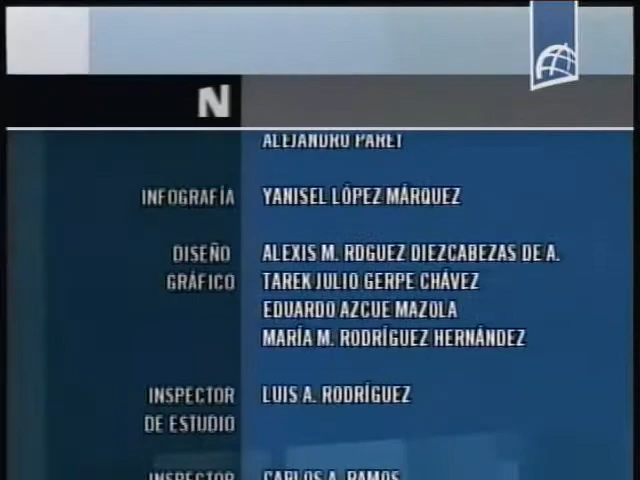 N
ALEJANDRO PARET
INFOGRAFÍA YANISEL LÓPEZ MÁRQUEZ
DISEÑO ALEXIS M. RDGUEZ DIEZCABEZAS DE A.
GRÁFICO TAREK JULIO GERPE CHÁVEZ
EDUARDO AZCUE MAZOLA
MARÍA M. RODRÍGUEZ HERNÁNDEZ
INSPECTOR LUIS A. RODRÍGUEZ
DE ESTUDIO
INSPECTOR CARLOS A. RAMOS